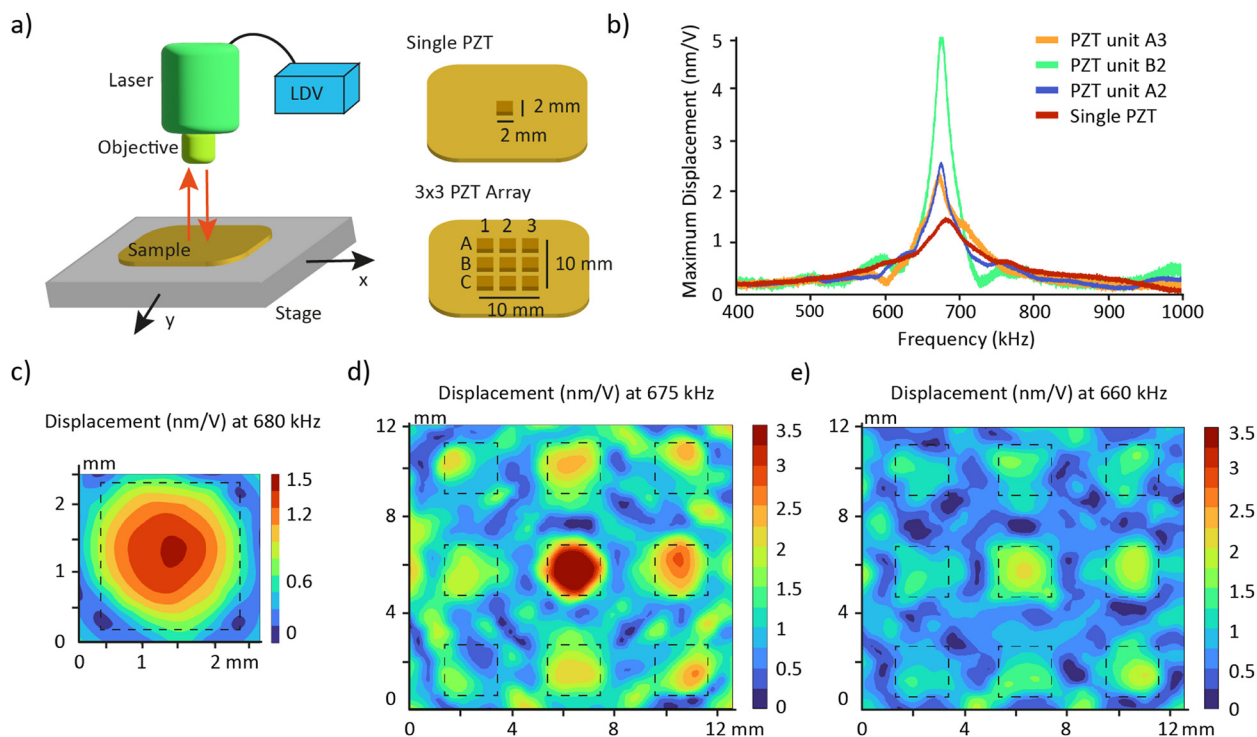 a)
Laser
LDV
Objective
Sample
x
y
Stage
Single PZT
2 mm
2 mm
3x3 PZT Array
1 2 3
A
B
C
10 mm
10 mm
b)
Maximum Displacement (nm/V)
5
4
3
2
1
0
400 500 600 700 800 900 1000
Frequency (kHz)
PZT unit A3
PZT unit B2
PZT unit A2
Single PZT
c)
Displacement (nm/V) at 680 kHz
mm
2
1
0
0 1 2 mm
1.5
1.2
0.6
0
d)
Displacement (nm/V) at 675 kHz
mm
12
8
4
0
0 4 8 12 mm
3.5
3
2.5
2
1.5
1
0.5
0
e)
Displacement (nm/V) at 660 kHz
mm
12
8
4
0
0 4 8 12 mm
3.5
3
2.5
2
1.5
1
0.5
0